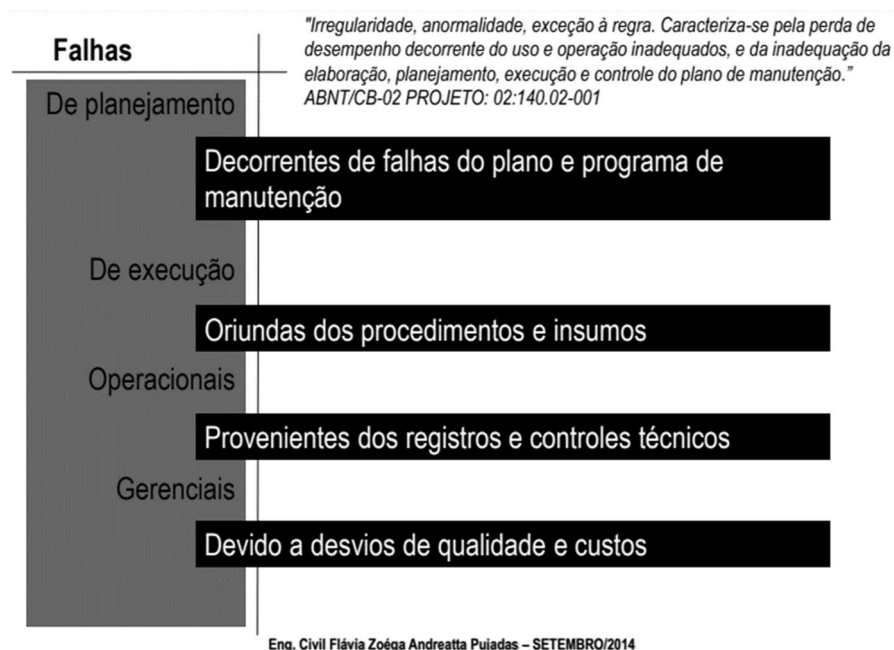 Falhas
"Irregularidade, anormalidade, exceção à regra. Caracteriza-se pela perda de
desempenho decorrente do uso e operação inadequados, e da inadequação da
elaboração, planejamento, execução e controle do plano de manutenção."
ABNT/CB-02 PROJETO: 02:140.02-001
De planejamento
Decorrentes de falhas do plano e programa de
manutenção
De execução
Oriundas dos procedimentos e insumos
Operacionais
Provenientes dos registros e controles técnicos
Gerenciais
Devido a desvios de qualidade e custos
Eng. Civil Flávia Zoéga Andreatta Pujadas – SETEMBRO/2014